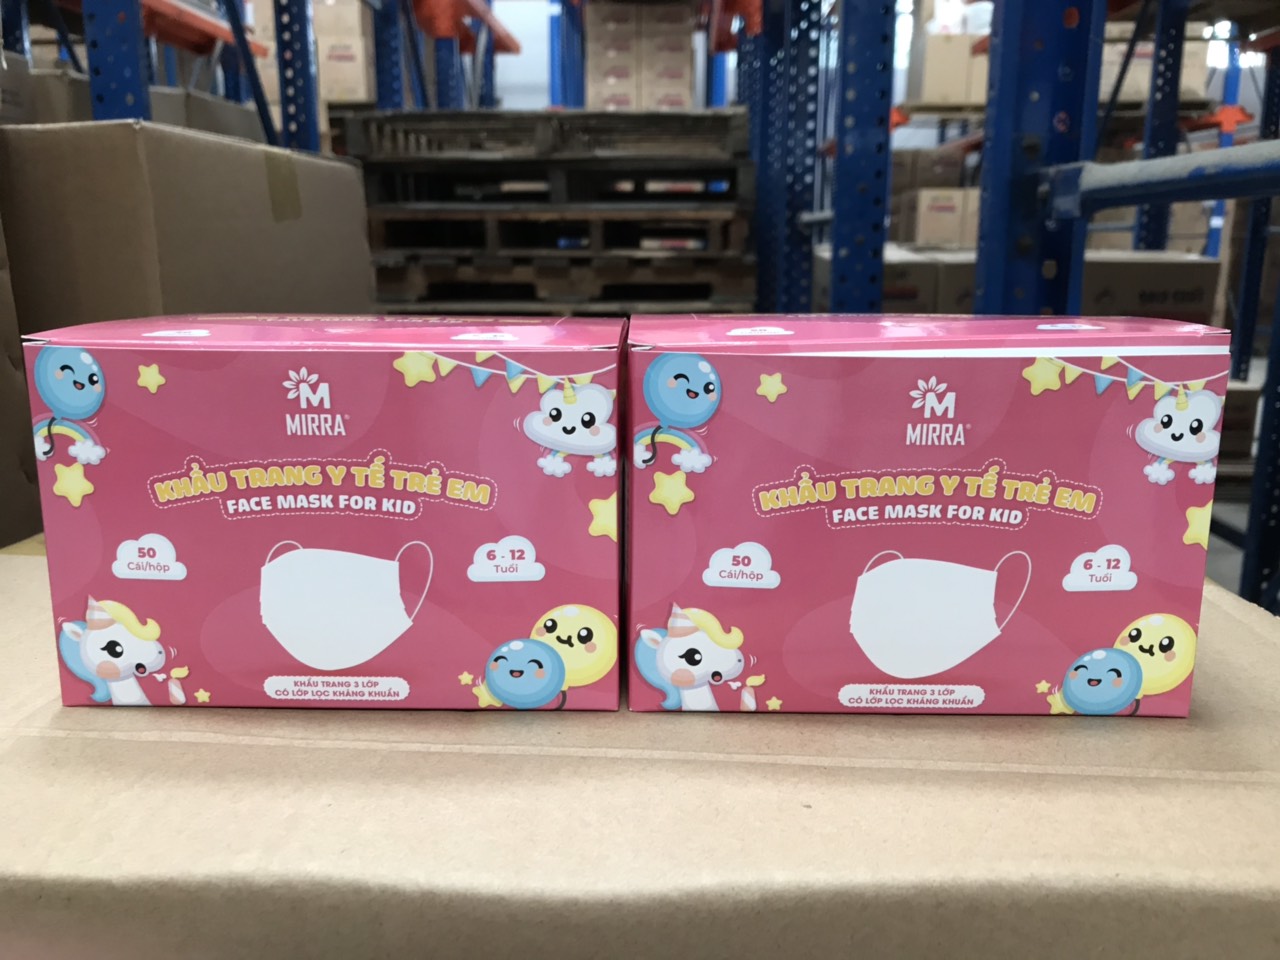 M
MIRRA®
KHẨU TRANG Y TẾ TRẺ EM
FACE MASK FOR KID
50
Cái/hộp
6 - 12
Tuổi
KHẨU TRANG 3 LỚP
CÓ LỚP LỌC KHÁNG KHUẨN
M
MIRRA®
KHẨU TRANG Y TẾ TRẺ EM
FACE MASK FOR KID
50
Cái/hộp
6 - 12
Tuổi
KHẨU TRANG 3 LỚP
CÓ LỚP LỌC KHÁNG KHUẨN